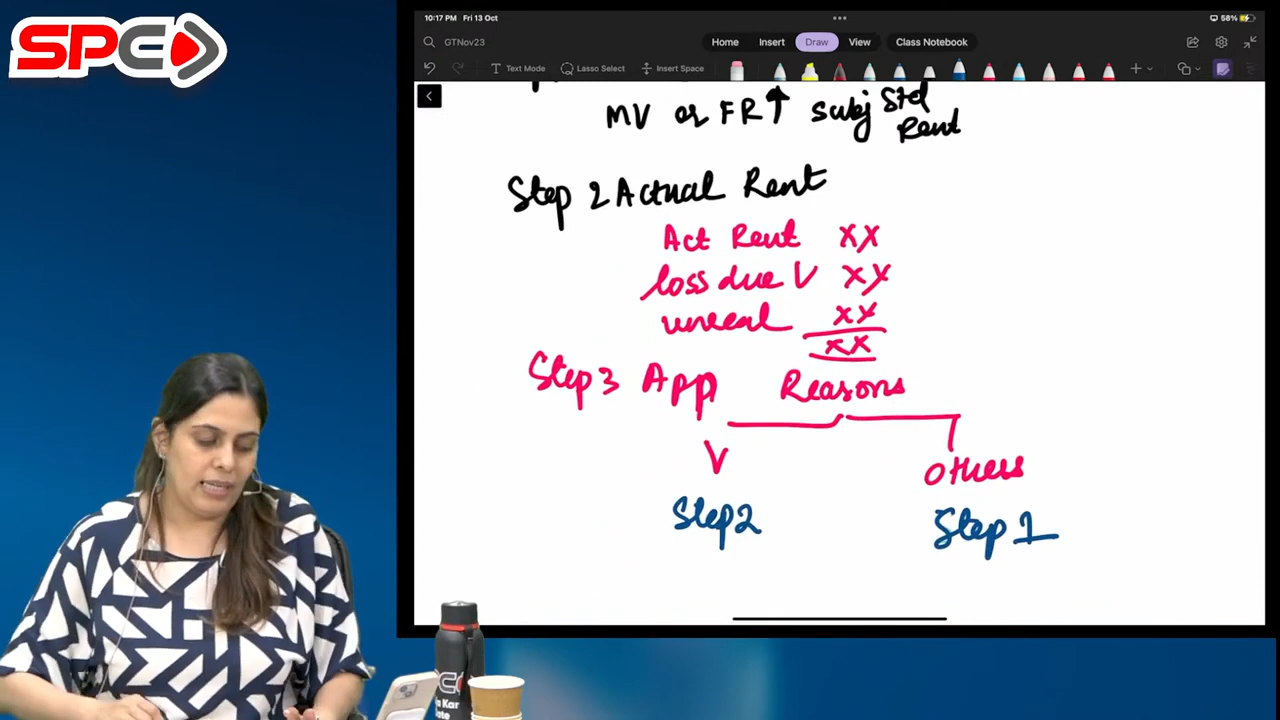 SPC
10:17 PM Fri 13 Oct
58%
GTNov23
Home Insert Draw View Class Notebook
Text Mode Lasso Select Insert Space
MV or FR↑ subj Std Rent
Step 2 Actual Rent
Act Rent XX
loss due V XX
unreal XX
XX
Step 3 App Reasons
V Others
Step 2 Step 1